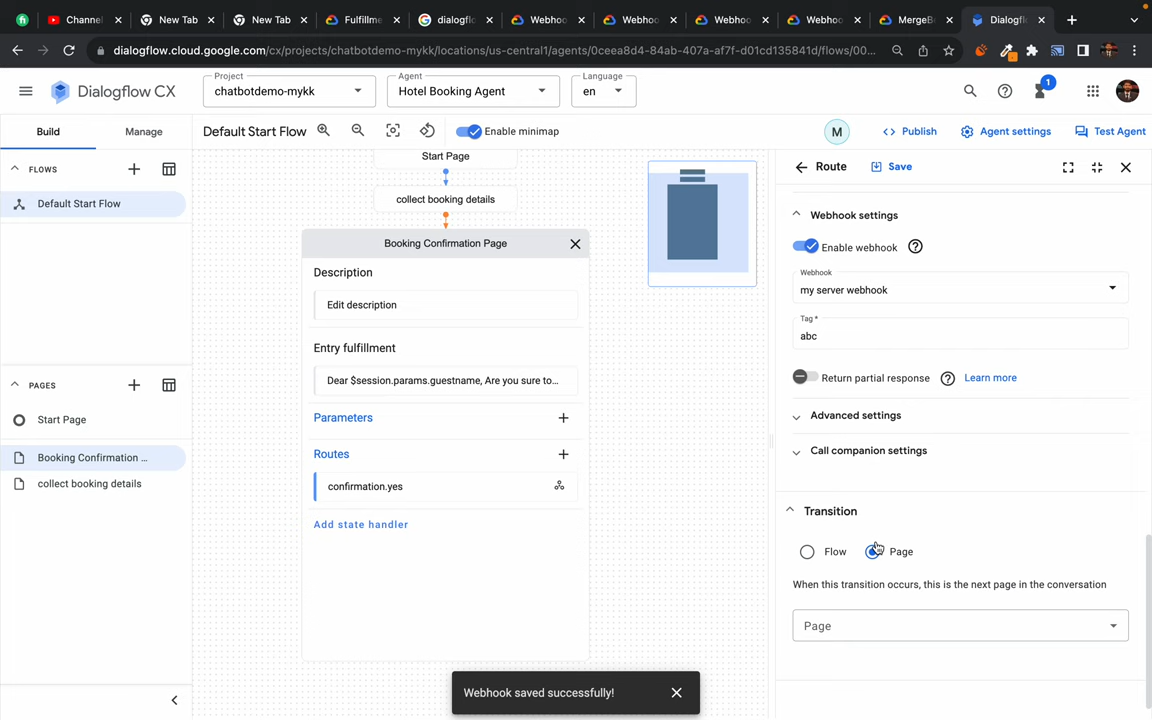 Channel
New Tab
New Tab
Fulfillme
dialogfl
Webhoo
Webhoo
Webhoo
Webhoo
MergeB
Dialogfl
dialogflow.cloud.google.com/cx/projects/chatbotdemo-mykk/locations/us-central1/agents/0ceea8d4-84ab-407a-af7f-d01cd135841d/flows/00...
Dialogflow CX
Project
chatbotdemo-mykk
Agent
Hotel Booking Agent
Language
en
1
Build
Manage
Default Start Flow
Enable minimap
M
Publish
Agent settings
Test Agent
FLOWS
Default Start Flow
PAGES
Start Page
Booking Confirmation ...
collect booking details
Start Page
collect booking details
Booking Confirmation Page
Description
Edit description
Entry fulfillment
Dear $session.params.guestname, Are you sure to...
Parameters
Routes
confirmation.yes
Add state handler
Route
Save
Webhook settings
Enable webhook
Webhook
my server webhook
Tag *
abc
Return partial response
Learn more
Advanced settings
Call companion settings
Transition
Flow
Page
When this transition occurs, this is the next page in the conversation
Page
Webhook saved successfully!